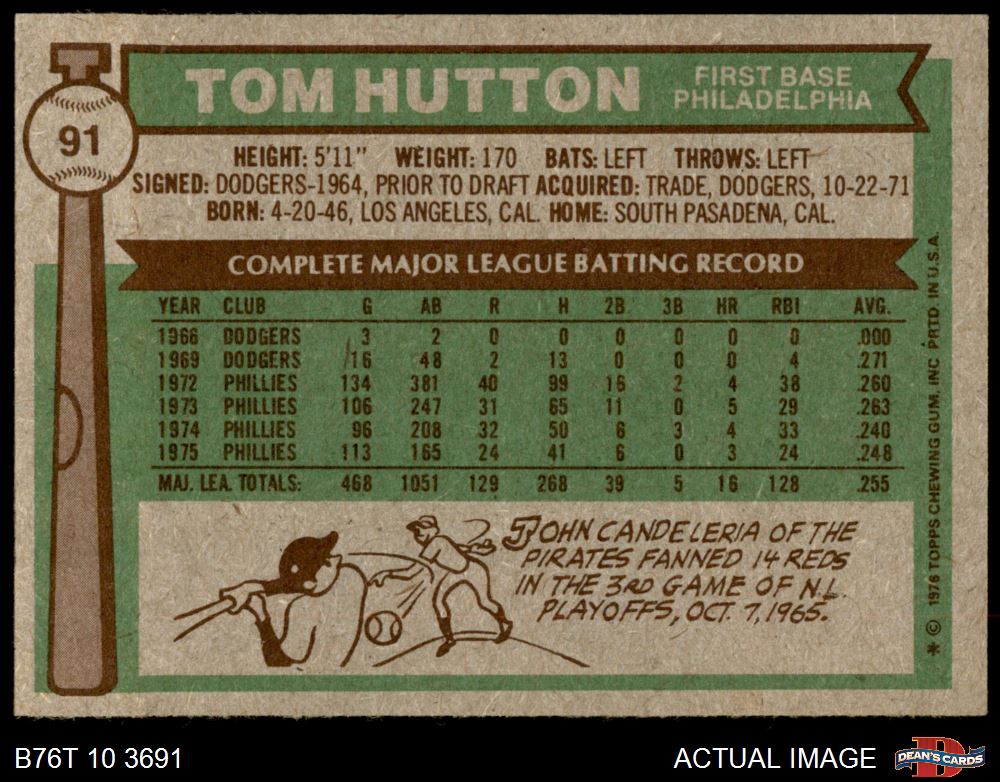 91
TOM HUTTON
FIRST BASE
PHILADELPHIA
HEIGHT: 5'11" WEIGHT: 170 BATS: LEFT THROWS: LEFT
SIGNED: DODGERS-1964, PRIOR TO DRAFT ACQUIRED: TRADE, DODGERS, 10-22-71
BORN: 4-20-46, LOS ANGELES, CAL. HOME: SOUTH PASADENA, CAL.
COMPLETE MAJOR LEAGUE BATTING RECORD
YEAR CLUB G AB R H 2B 3B HR RBI AVG.
1966 DODGERS 3 2 0 0 0 0 0 0 .000
1969 DODGERS 16 48 2 13 0 0 0 4 .271
1972 PHILLIES 134 381 40 99 16 2 4 38 .260
1973 PHILLIES 106 247 31 65 11 0 5 29 .263
1974 PHILLIES 96 208 32 50 6 3 4 33 .240
1975 PHILLIES 113 165 24 41 6 0 3 24 .248
MAJ. LEA. TOTALS: 468 1051 129 268 39 5 16 128 .255
JOHN CANDELERIA OF THE
PIRATES FANNED 14 REDS
IN THE 3RD GAME OF N.L.
PLAYOFFS, OCT. 7, 1965.
* © 1976 TOPPS CHEWING GUM, INC PRTD. IN U.S.A.
B76T 10 3691
ACTUAL IMAGE
D
DEAN'S CARDS